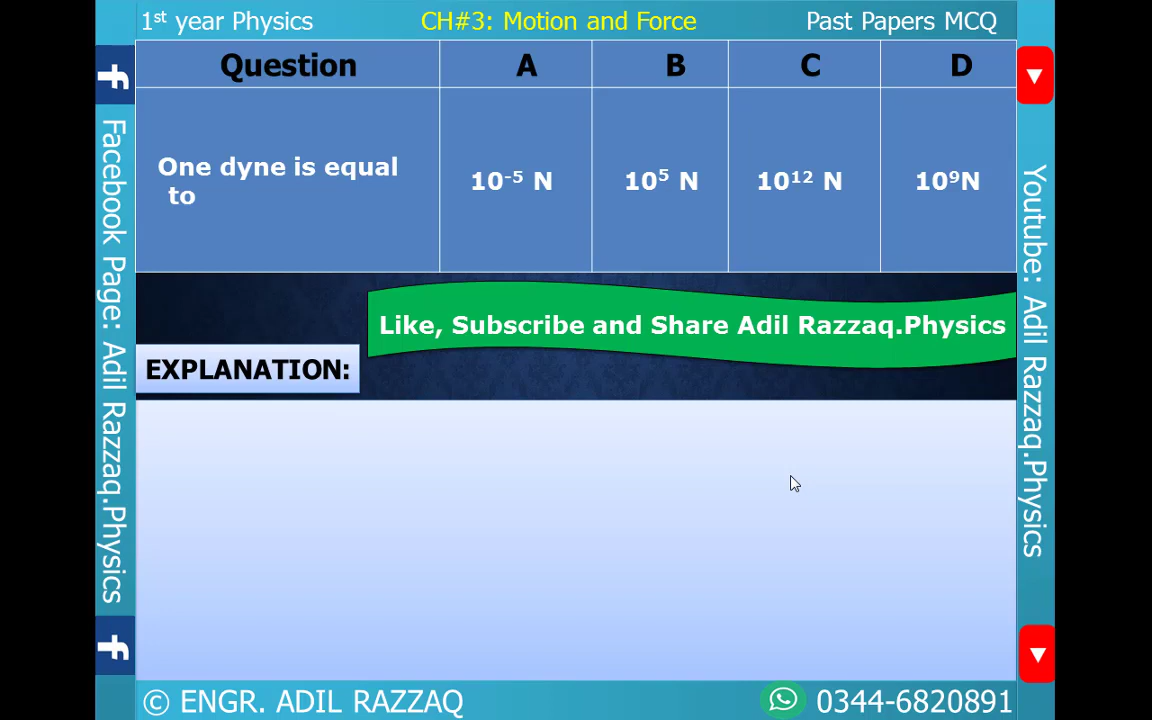 1st year Physics CH#3: Motion and Force Past Papers MCQ
Question A B C D
One dyne is equal
to
10⁻⁵ N 10⁵ N 10¹² N 10⁹N
Like, Subscribe and Share Adil Razzaq.Physics
EXPLANATION:
Facebook Page: Adil Razzaq.Physics
Youtube: Adil Razzaq.Physics
© ENGR. ADIL RAZZAQ 0344-6820891